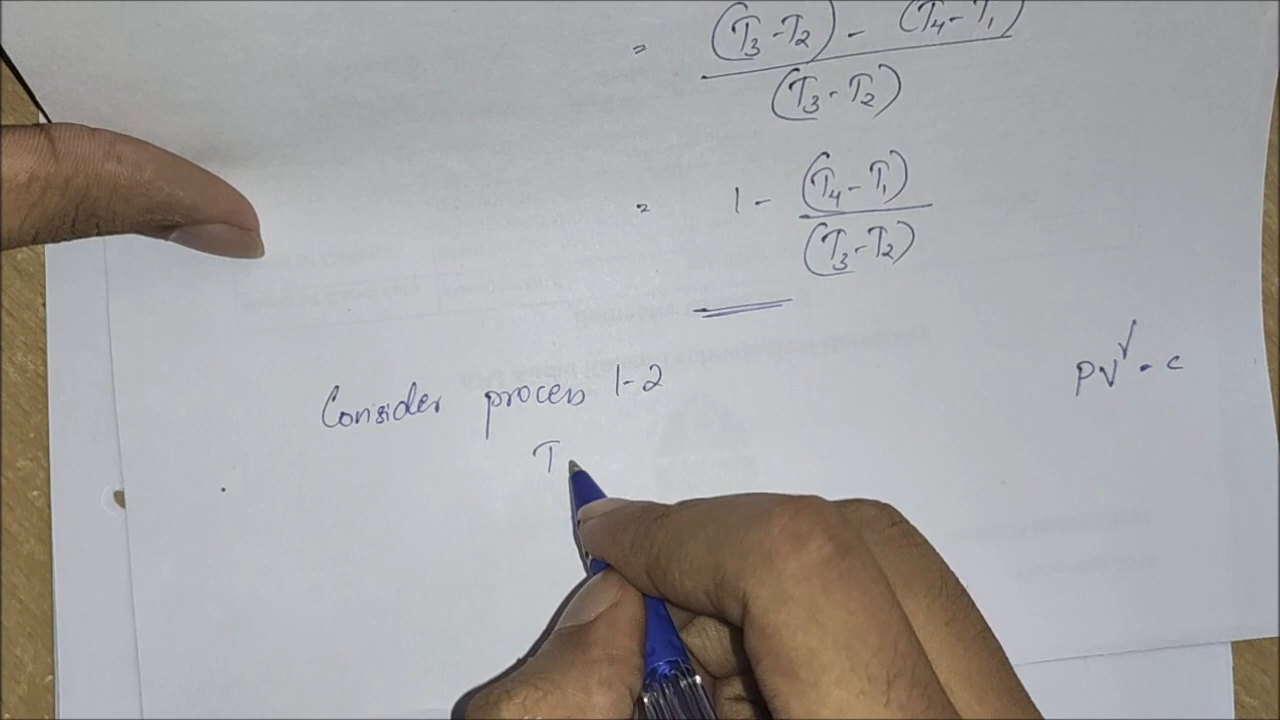 = (T₃-T₂) - (T₄-T₁)
(T₃-T₂)
= 1- (T₄-T₁)
(T₃-T₂)
Consider process 1-2
PV^γ = c
T